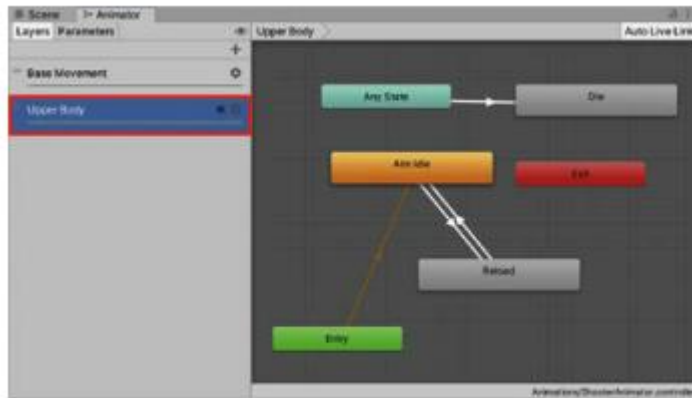 Scene Animator
Layers Parameters
Upper Body
Auto Live Link
Base Movement
Upper Body
Any State
Die
Aim Idle
Exit
Reload
Entry
Animations/ShooterAnimator.controlle